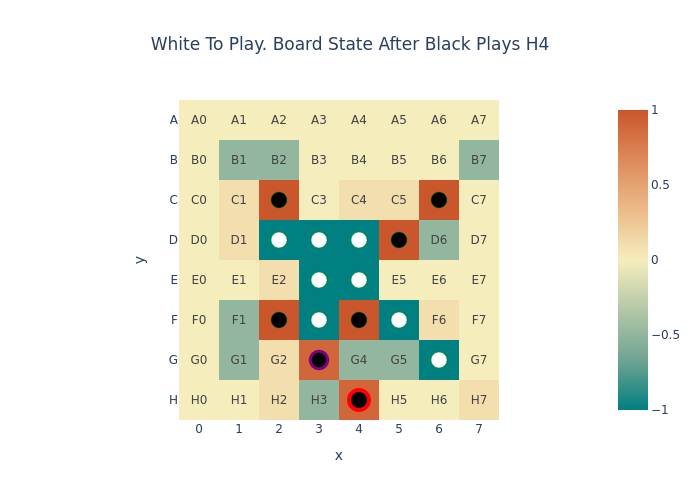 White To Play. Board State After Black Plays H4
A A0 A1 A2 A3 A4 A5 A6 A7
B B0 B1 B2 B3 B4 B5 B6 B7
C C0 C1 C3 C4 C5 C7
D D0 D1 D6 D7
E E0 E1 E2 E5 E6 E7
F F0 F1 F6 F7
G G0 G1 G2 G4 G5 G7
H H0 H1 H2 H3 H5 H6 H7
0 1 2 3 4 5 6 7
x
y
1
0.5
0
−0.5
−1